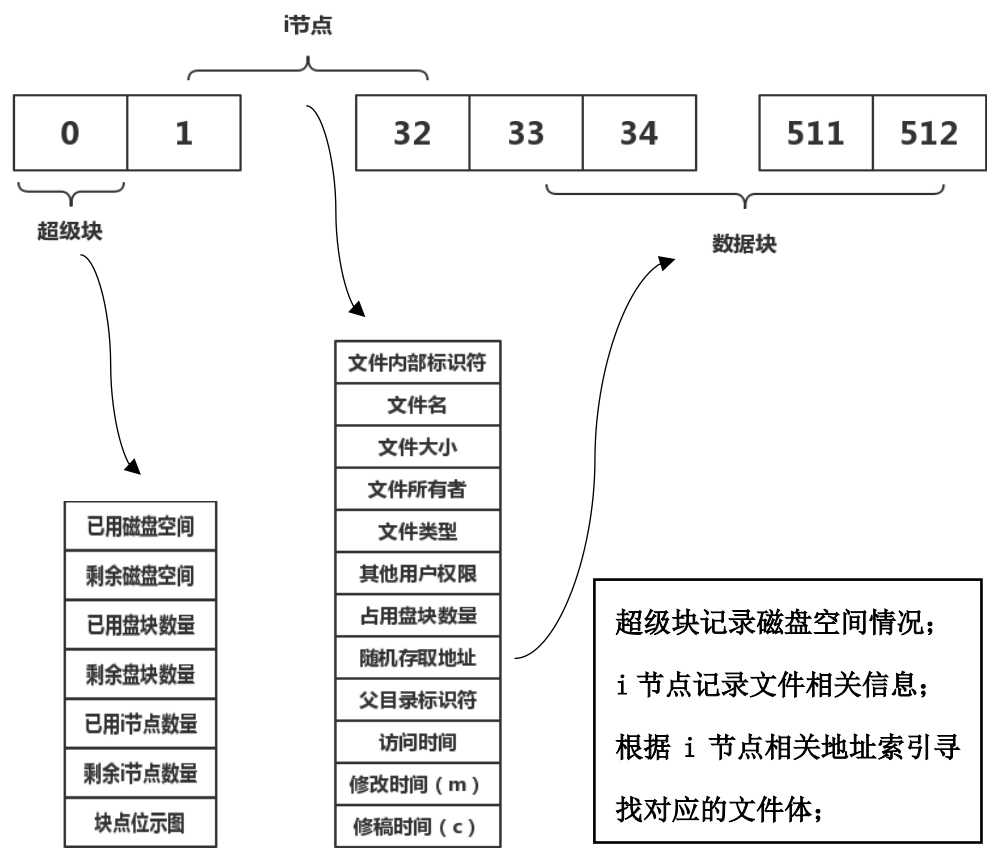 i节点
0
1
32
33
34
511
512
超级块
数据块
文件内部标识符
文件名
文件大小
文件所有者
文件类型
其他用户权限
占用盘块数量
随机存取地址
父目录标识符
访问时间
修改时间（m）
修稿时间（c）
已用磁盘空间
剩余磁盘空间
已用盘块数量
剩余盘块数量
已用i节点数量
剩余i节点数量
块点位示图
超级块记录磁盘空间情况；
i 节点记录文件相关信息；
根据 i 节点相关地址索引寻
找对应的文件体；